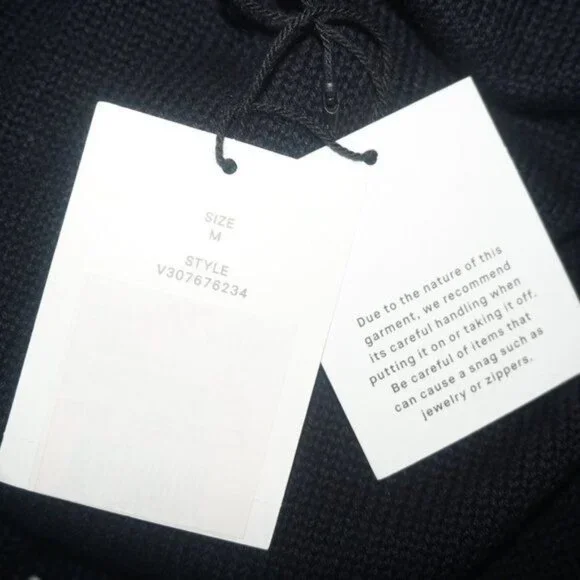 SIZE
M
STYLE
V307676234
Due to the nature of this
garment, we recommend
its careful handling when
putting it on or taking it off.
Be careful of items that
can cause a snag such as
jewelry or zippers.